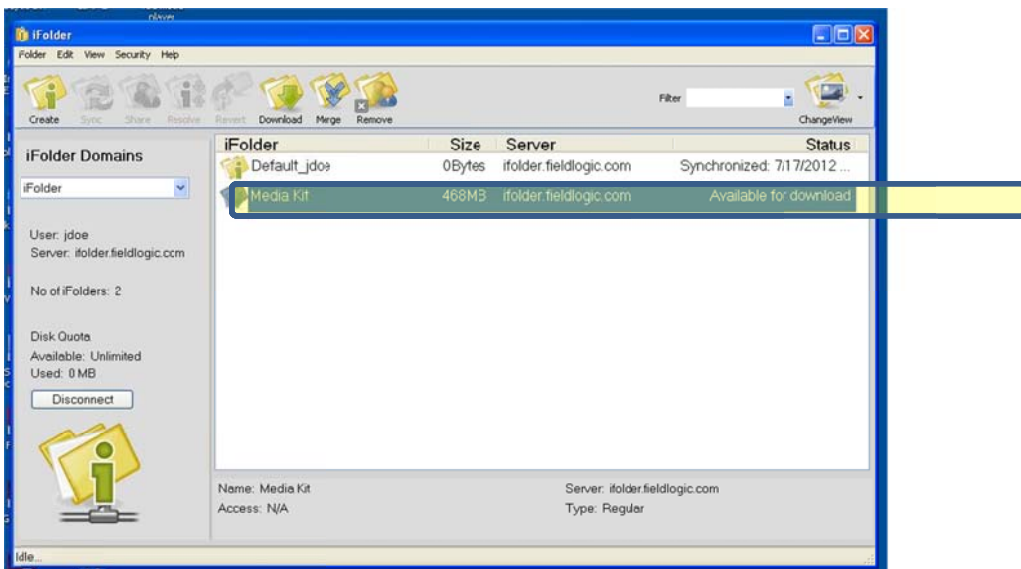 player
iFolder
Folder Edit View Security Help
Create Sync Share Resolve Revert Download Merge Remove Filter ChangeView
iFolder Domains
iFolder
User: jdoe
Server: ifolder.fieldlogic.com
No of iFolders: 2
Disk Quota
Available: Unlimited
Used: 0 MB
Disconnect
iFolder Size Server Status
Default_jdoe 0Bytes ifolder.fieldlogic.com Synchronized: 7/17/2012 ...
Media Kit 468MB ifolder.fieldlogic.com Available for download
Name: Media Kit Server: ifolder.fieldlogic.com
Access: N/A Type: Regular
Idle...